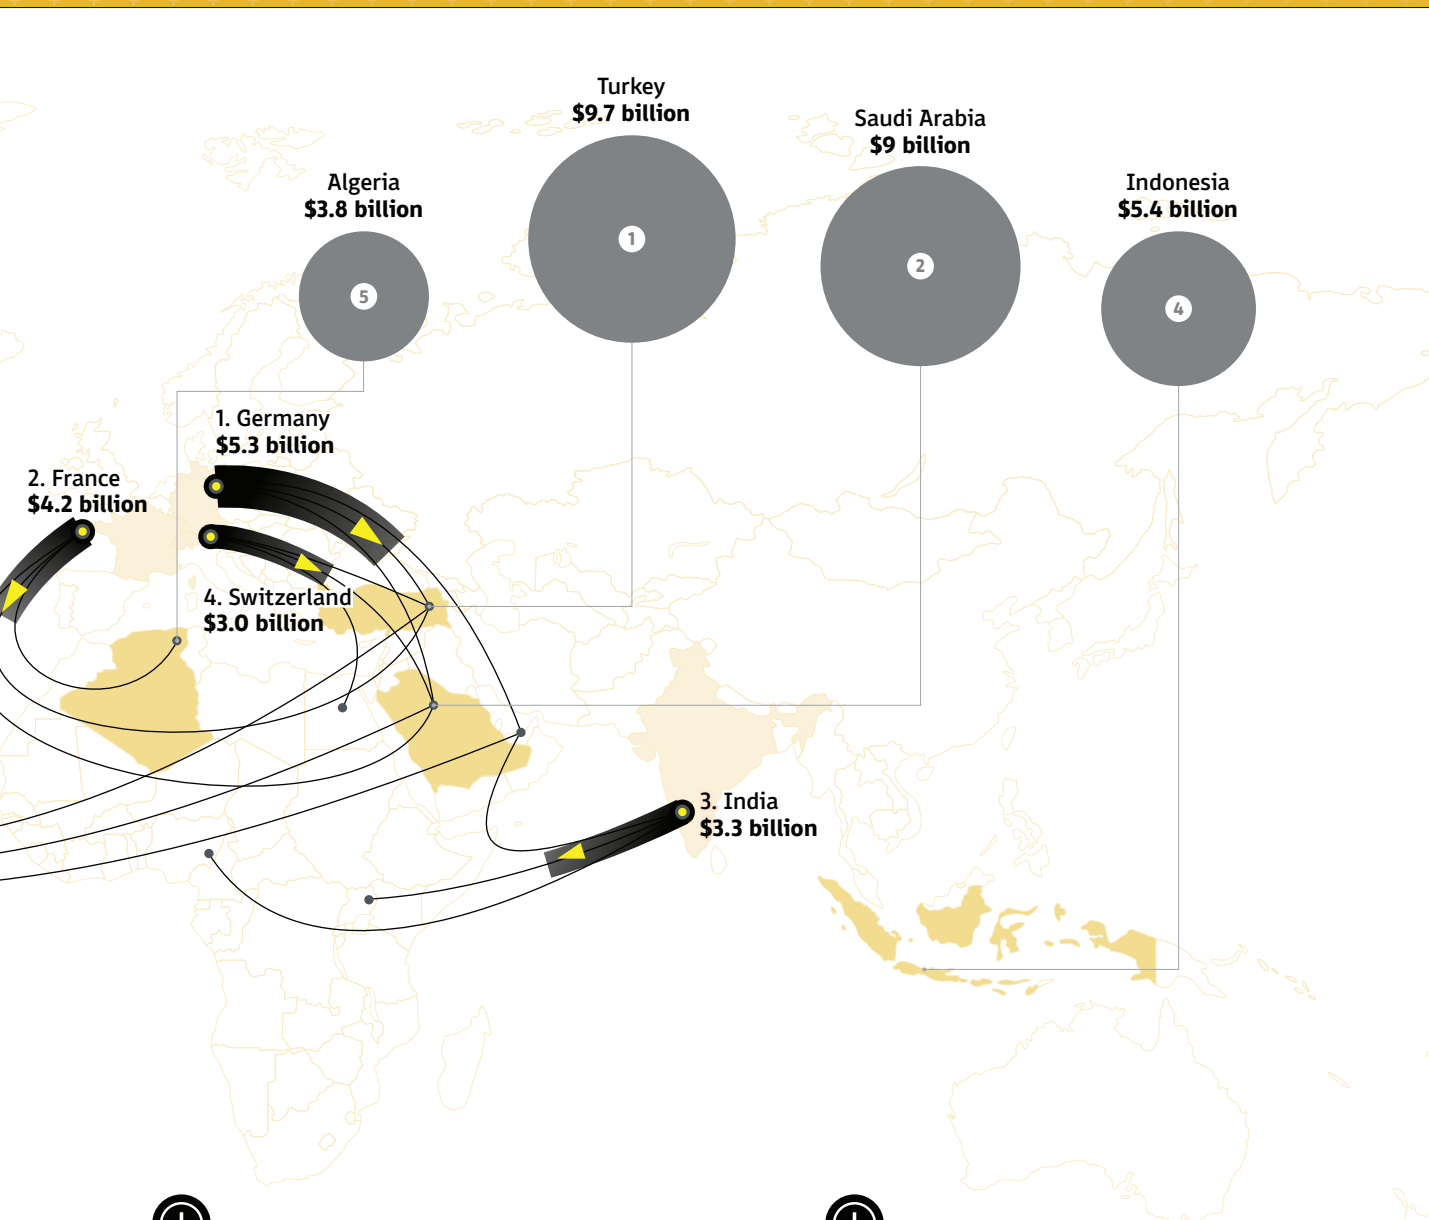 Turkey
$9.7 billion
Saudi Arabia
$9 billion
Algeria
$3.8 billion
Indonesia
$5.4 billion
1
2
5
4
1. Germany
$5.3 billion
2. France
$4.2 billion
4. Switzerland
$3.0 billion
3. India
$3.3 billion